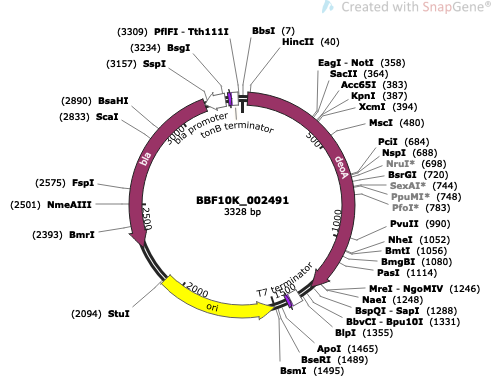 Created with SnapGene®
(3309) PflFI - Tth111I
BbsI (7)
(3234) BsgI
HincII (40)
(3157) SspI
EagI - NotI (358)
SacII (364)
Acc65I (383)
KpnI (387)
XcmI (394)
MscI (480)
(2890) BsaHI
(2833) ScaI
bla promoter
tonB terminator
3000
500
bla
deoA
PciI (684)
NspI (688)
NruI* (698)
BsrGI (720)
SexAI* (744)
PpuMI* (748)
PfoI* (783)
(2575) FspI
(2501) NmeAIII
(2393) BmrI
BBF10K_002491
3328 bp
2500
1000
PvuII (990)
NheI (1052)
BmtI (1056)
BmgBI (1080)
PasI (1114)
T7 terminator
1500
2000
ori
(2094) StuI
MreI - NgoMIV (1246)
NaeI (1248)
BspQI - SapI (1288)
BbvCI - Bpu10I (1331)
BlpI (1355)
ApoI (1465)
BseRI (1489)
BsmI (1495)